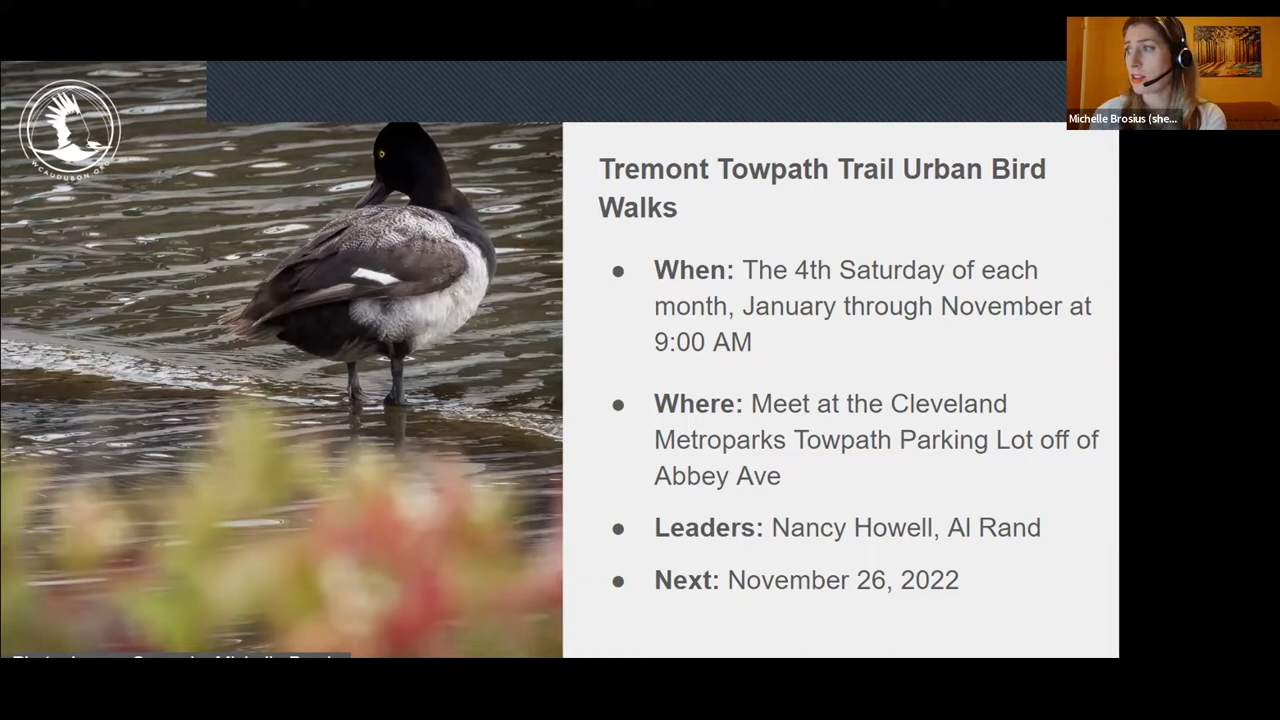 Michelle Brosius (she...
WCAUDUBON.ORG
Tremont Towpath Trail Urban Bird
Walks
● When: The 4th Saturday of each
month, January through November at
9:00 AM
● Where: Meet at the Cleveland
Metroparks Towpath Parking Lot off of
Abbey Ave
● Leaders: Nancy Howell, Al Rand
● Next: November 26, 2022